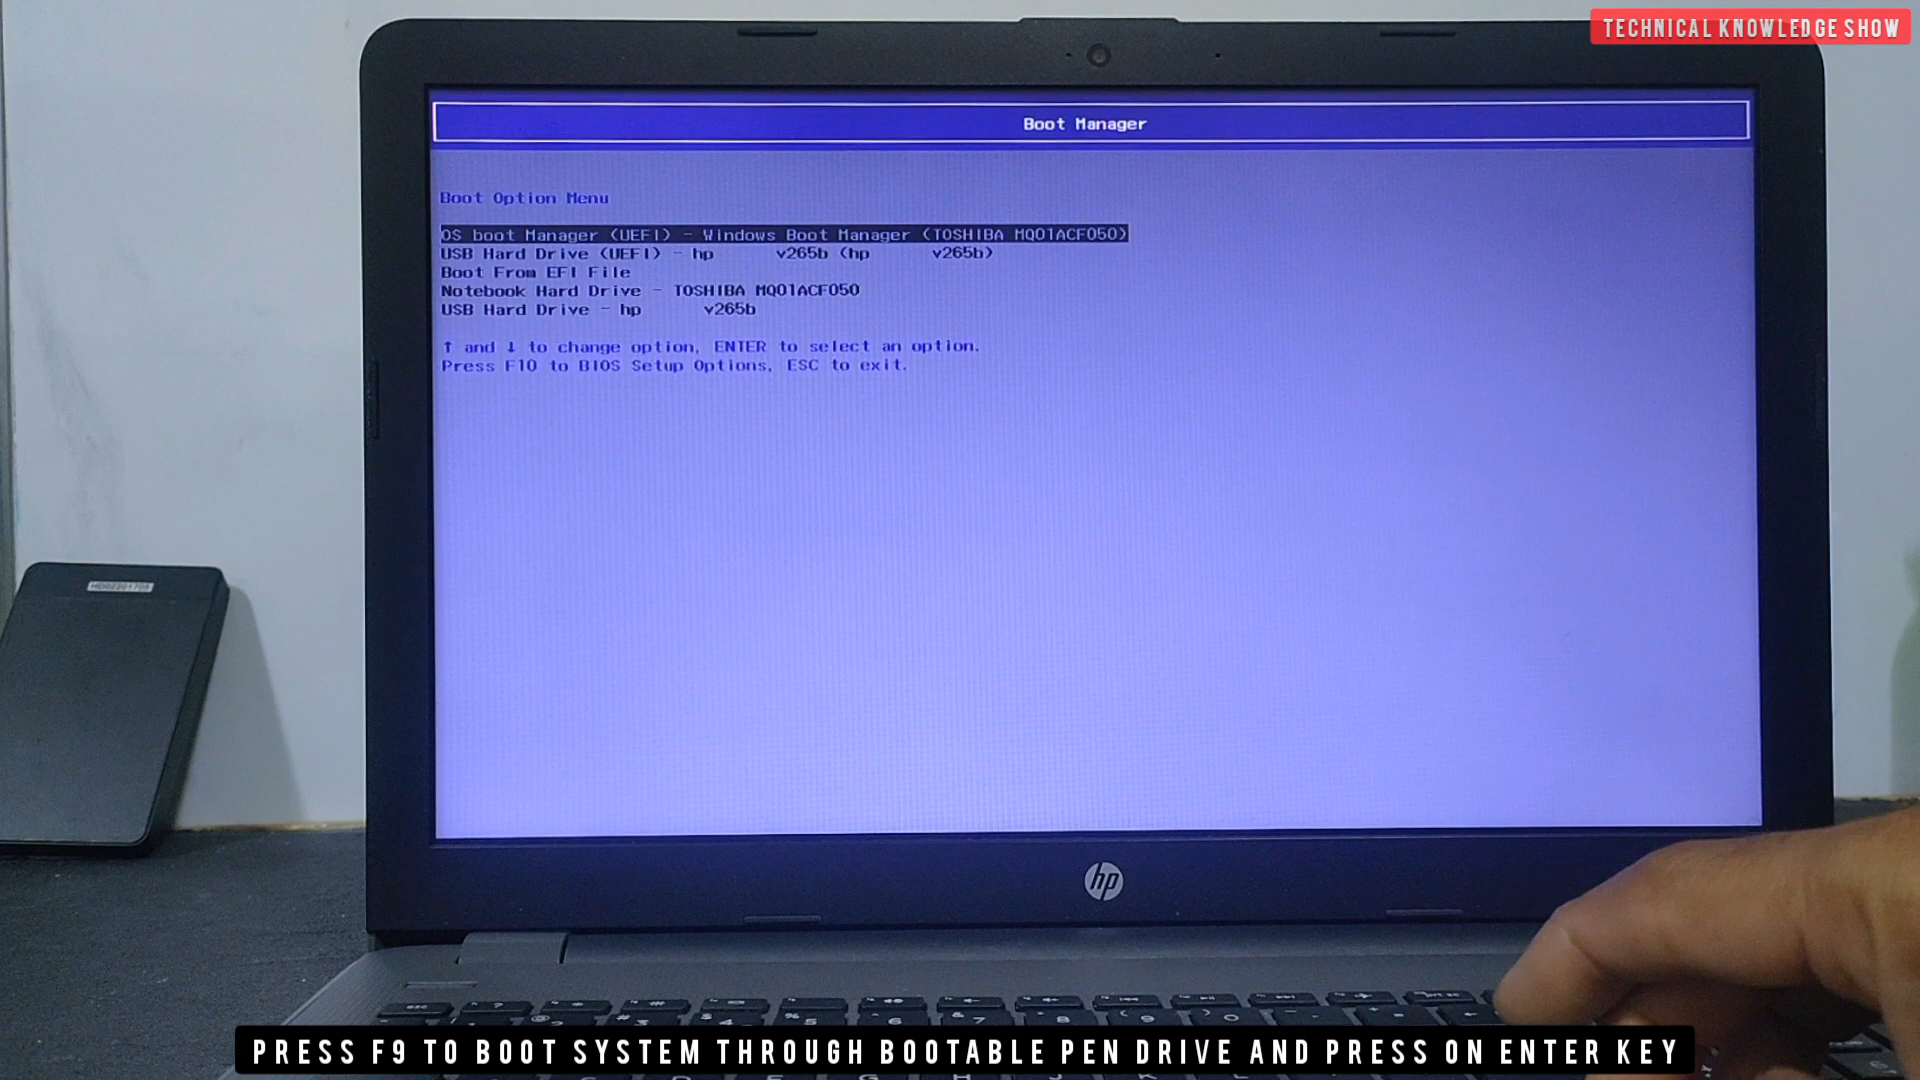 TECHNICAL KNOWLEDGE SHOW
Boot Manager
Boot Option Menu
OS boot Manager (UEFI) - Windows Boot Manager (TOSHIBA MQ01ACF050)
USB Hard Drive (UEFI) - hp v265b (hp v265b)
Boot From EFI File
Notebook Hard Drive - TOSHIBA MQ01ACF050
USB Hard Drive - hp v265b
↑ and ↓ to change option, ENTER to select an option.
Press F10 to BIOS Setup Options, ESC to exit.
hp
PRESS F9 TO BOOT SYSTEM THROUGH BOOTABLE PEN DRIVE AND PRESS ON ENTER KEY